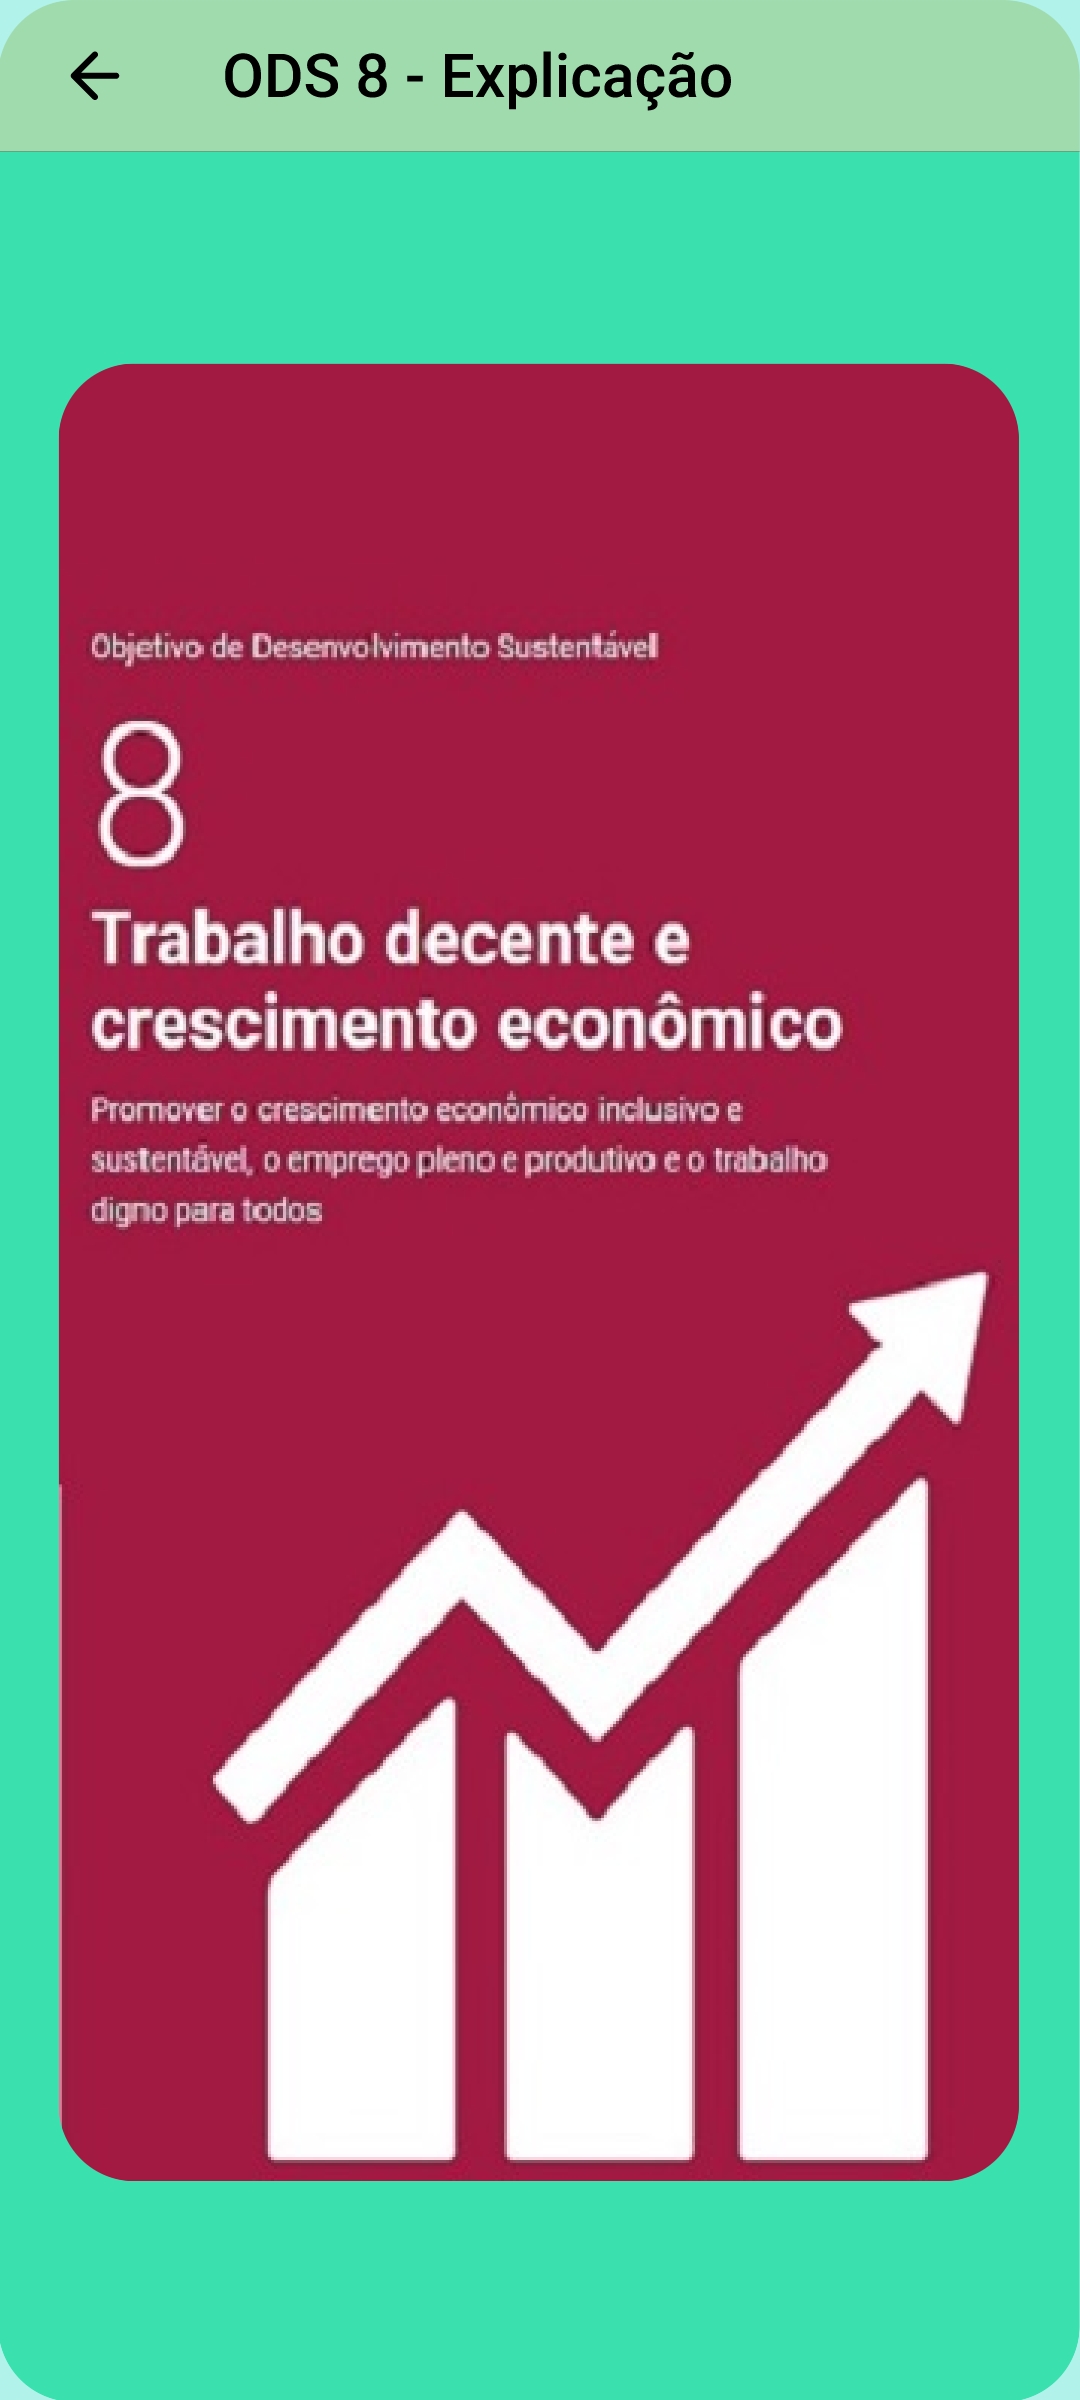 ODS 8 - Explicação
Objetivo de Desenvolvimento Sustentável
8
Trabalho decente e
crescimento econômico
Promover o crescimento econômico inclusivo e
sustentável, o emprego pleno e produtivo e o trabalho
digno para todos